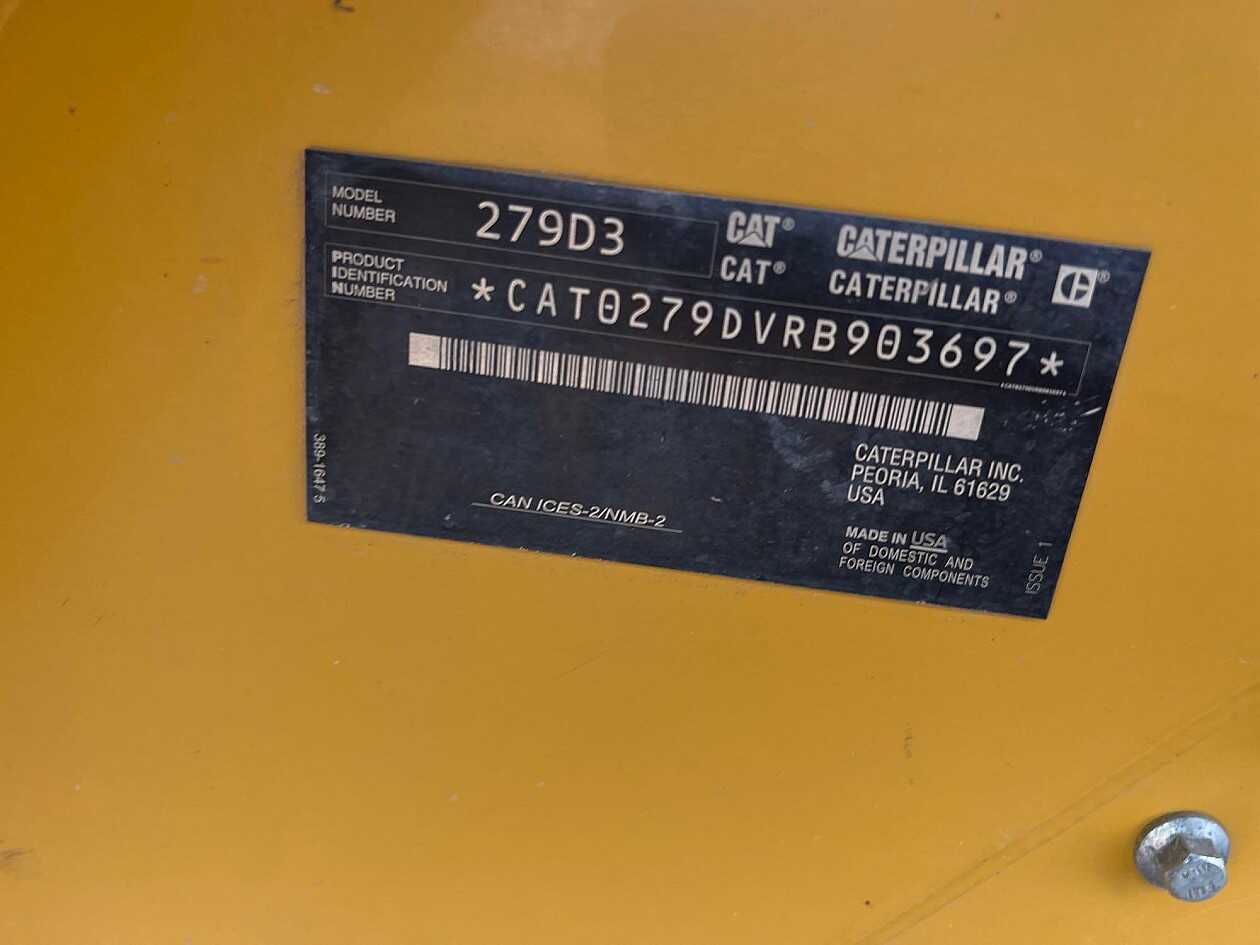 MODEL
NUMBER
279D3
CAT®
CATERPILLAR®
CAT®
CATERPILLAR®
PRODUCT
IDENTIFICATION
NUMBER
*CAT0279DVRB903697*
*CAT0279DVRB903697*
389-1647 5
CAN ICES-2/NMB-2
CATERPILLAR INC.
PEORIA, IL 61629
USA
MADE IN USA
OF DOMESTIC AND
FOREIGN COMPONENTS
ISSUE 1